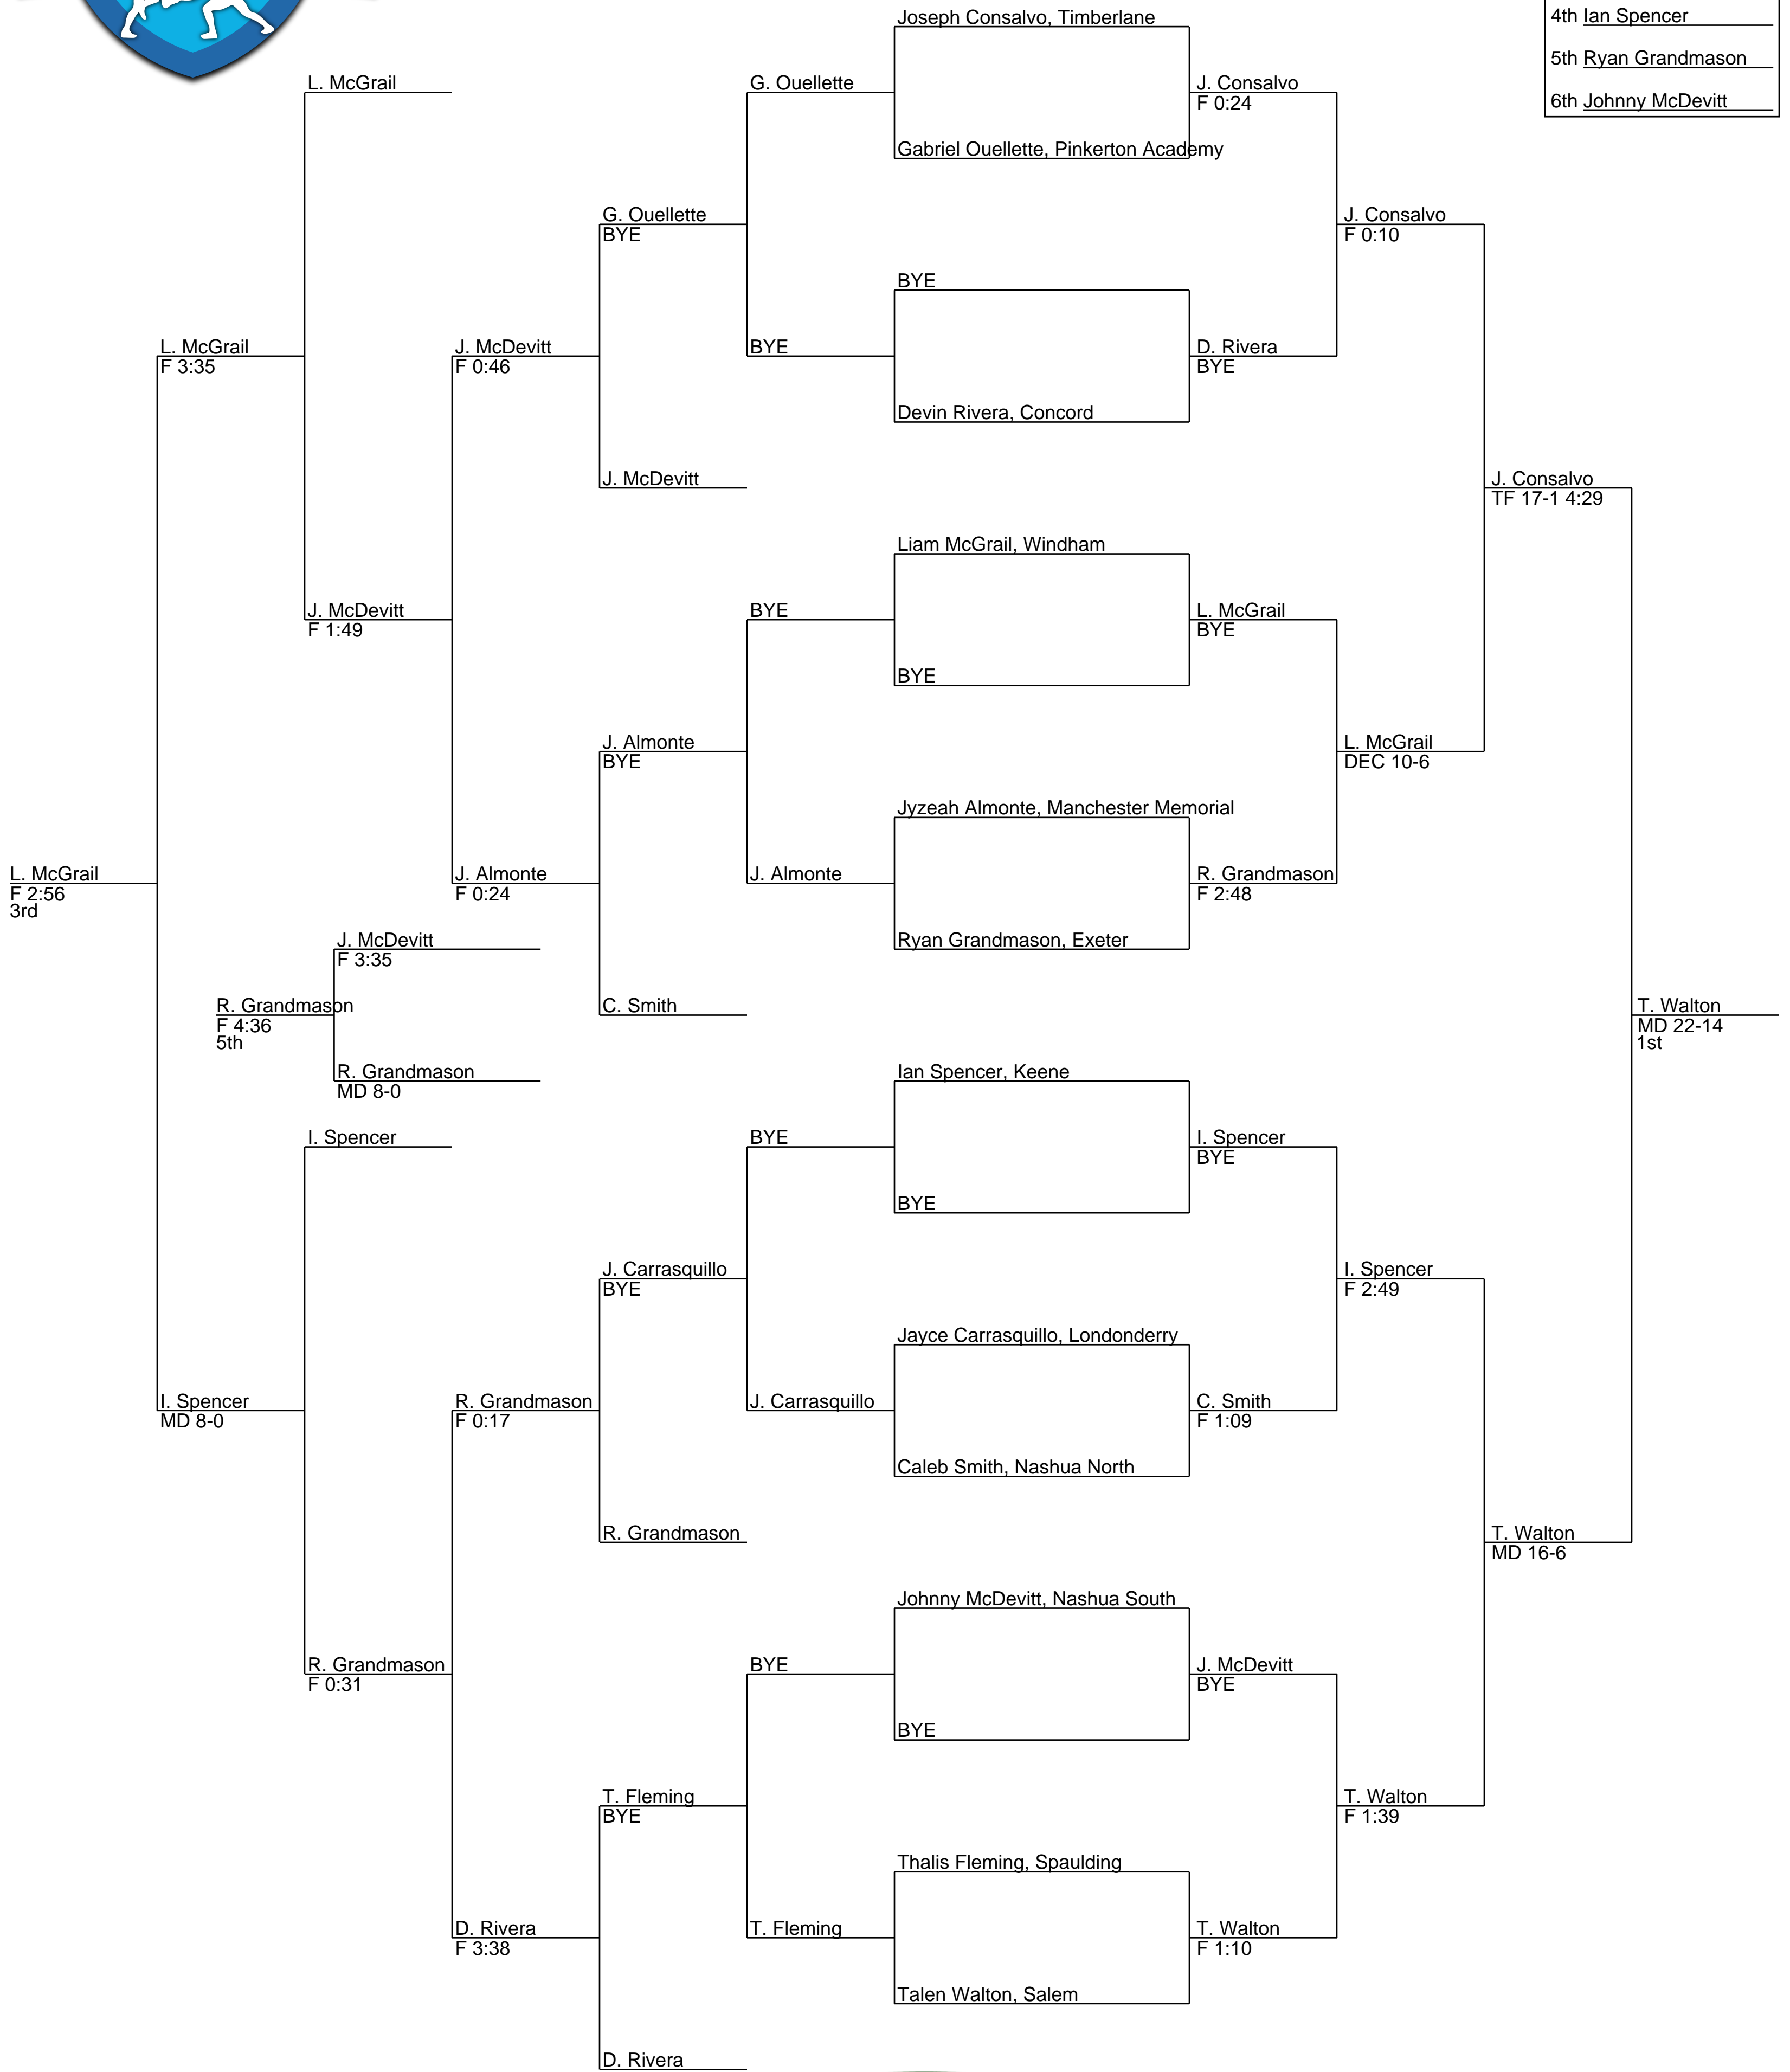 Joseph Consalvo, Timberlane
4th Ian Spencer
5th Ryan Grandmason
6th Johnny McDevitt
L. McGrail
G. Ouellette
J. Consalvo
F 0:24
Gabriel Ouellette, Pinkerton Academy
G. Ouellette
BYE
J. Consalvo
F 0:10
BYE
L. McGrail
F 3:35
J. McDevitt
F 0:46
BYE
D. Rivera
BYE
Devin Rivera, Concord
J. McDevitt
J. Consalvo
TF 17-1 4:29
Liam McGrail, Windham
J. McDevitt
F 1:49
BYE
L. McGrail
BYE
BYE
J. Almonte
BYE
L. McGrail
DEC 10-6
Jyzeah Almonte, Manchester Memorial
L. McGrail
F 2:56
3rd
J. Almonte
F 0:24
J. Almonte
R. Grandmason
F 2:48
J. McDevitt
F 3:35
Ryan Grandmason, Exeter
R. Grandmason
F 4:36
5th
C. Smith
T. Walton
MD 22-14
1st
R. Grandmason
MD 8-0
Ian Spencer, Keene
I. Spencer
BYE
I. Spencer
BYE
BYE
J. Carrasquillo
BYE
I. Spencer
F 2:49
Jayce Carrasquillo, Londonderry
I. Spencer
MD 8-0
R. Grandmason
F 0:17
J. Carrasquillo
C. Smith
F 1:09
Caleb Smith, Nashua North
R. Grandmason
T. Walton
MD 16-6
Johnny McDevitt, Nashua South
R. Grandmason
F 0:31
BYE
J. McDevitt
BYE
BYE
T. Fleming
BYE
T. Walton
F 1:39
Thalis Fleming, Spaulding
D. Rivera
F 3:38
T. Fleming
T. Walton
F 1:10
Talen Walton, Salem
D. Rivera